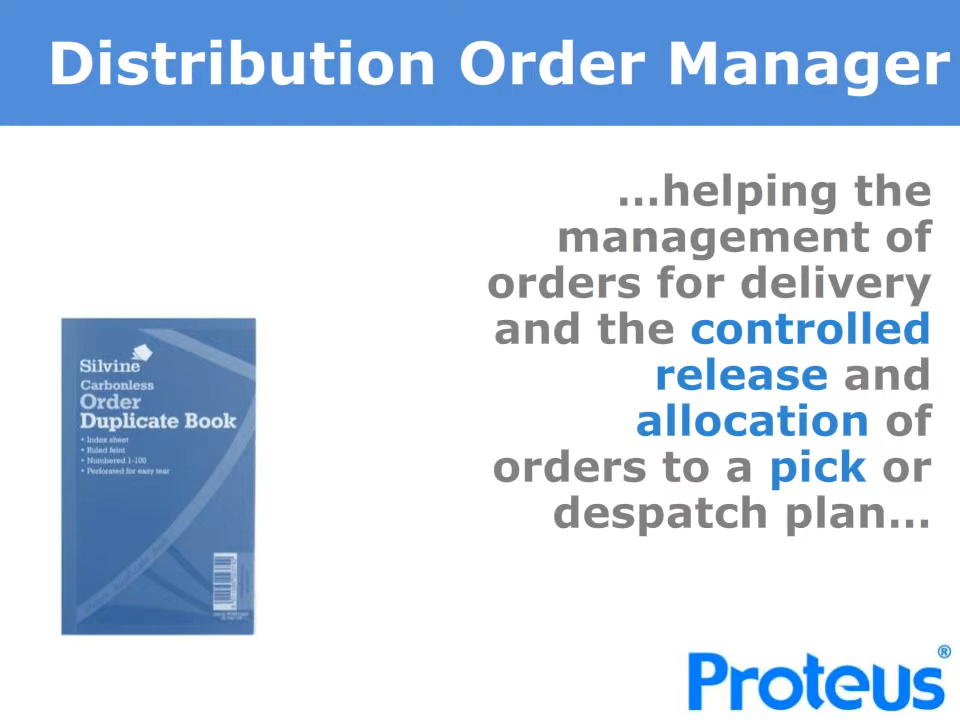 Distribution Order Manager
...helping the
management of
orders for delivery
and the controlled
release and
allocation of
orders to a pick or
despatch plan...
Silvine
Carbonless
Order
Duplicate Book
• Index sheet
• Ruled feint
• Numbered 1-100
• Perforated for easy tear
Proteus®